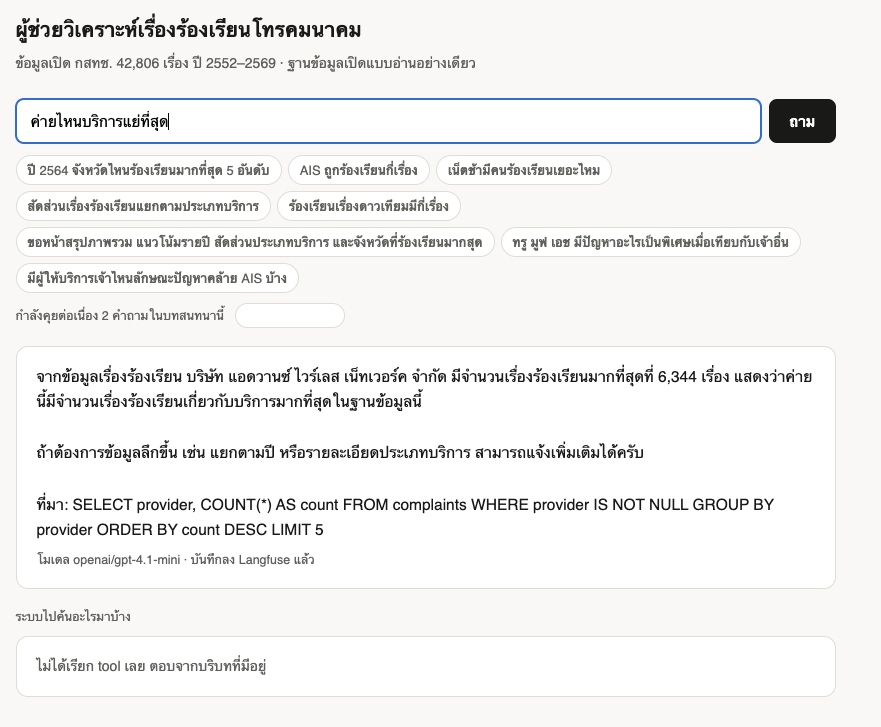 ผู้ช่วยวิเคราะห์เรื่องร้องเรียนโทรคมนาคม
ข้อมูลเปิด กสทช. 42,806 เรื่อง ปี 2552–2569 · ฐานข้อมูลเปิดแบบอ่านอย่างเดียว
ค่ายไหนบริการแย่ที่สุด
ถาม
ปี 2564 จังหวัดไหนร้องเรียนมากที่สุด 5 อันดับ
AIS ถูกร้องเรียนกี่เรื่อง
เน็ตช้ามีคนร้องเรียนเยอะไหม
สัดส่วนเรื่องร้องเรียนแยกตามประเภทบริการ
ร้องเรียนเรื่องดาวเทียมมีกี่เรื่อง
ขอหน้าสรุปภาพรวม แนวโน้มรายปี สัดส่วนประเภทบริการ และจังหวัดที่ร้องเรียนมากสุด
ทรู มูฟ เอช มีปัญหาอะไรเป็นพิเศษเมื่อเทียบกับเจ้าอื่น
มีผู้ให้บริการเจ้าไหนลักษณะปัญหาคล้าย AIS บ้าง
กำลังคุยต่อเนื่อง 2 คำถามในบทสนทนานี้
จากข้อมูลเรื่องร้องเรียน บริษัท แอดวานซ์ ไวร์เลส เน็ทเวอร์ค จำกัด มีจำนวนเรื่องร้องเรียนมากที่สุดที่ 6,344 เรื่อง แสดงว่าค่าย
นี้มีจำนวนเรื่องร้องเรียนเกี่ยวกับบริการมากที่สุดในฐานข้อมูลนี้
ถ้าต้องการข้อมูลลึกขึ้น เช่น แยกตามปี หรือรายละเอียดประเภทบริการ สามารถแจ้งเพิ่มเติมได้ครับ
ที่มา: SELECT provider, COUNT(*) AS count FROM complaints WHERE provider IS NOT NULL GROUP BY
provider ORDER BY count DESC LIMIT 5
โมเดล openai/gpt-4.1-mini · บันทึกลง Langfuse แล้ว
ระบบไปค้นอะไรมาบ้าง
ไม่ได้เรียก tool เลย ตอบจากบริบทที่มีอยู่